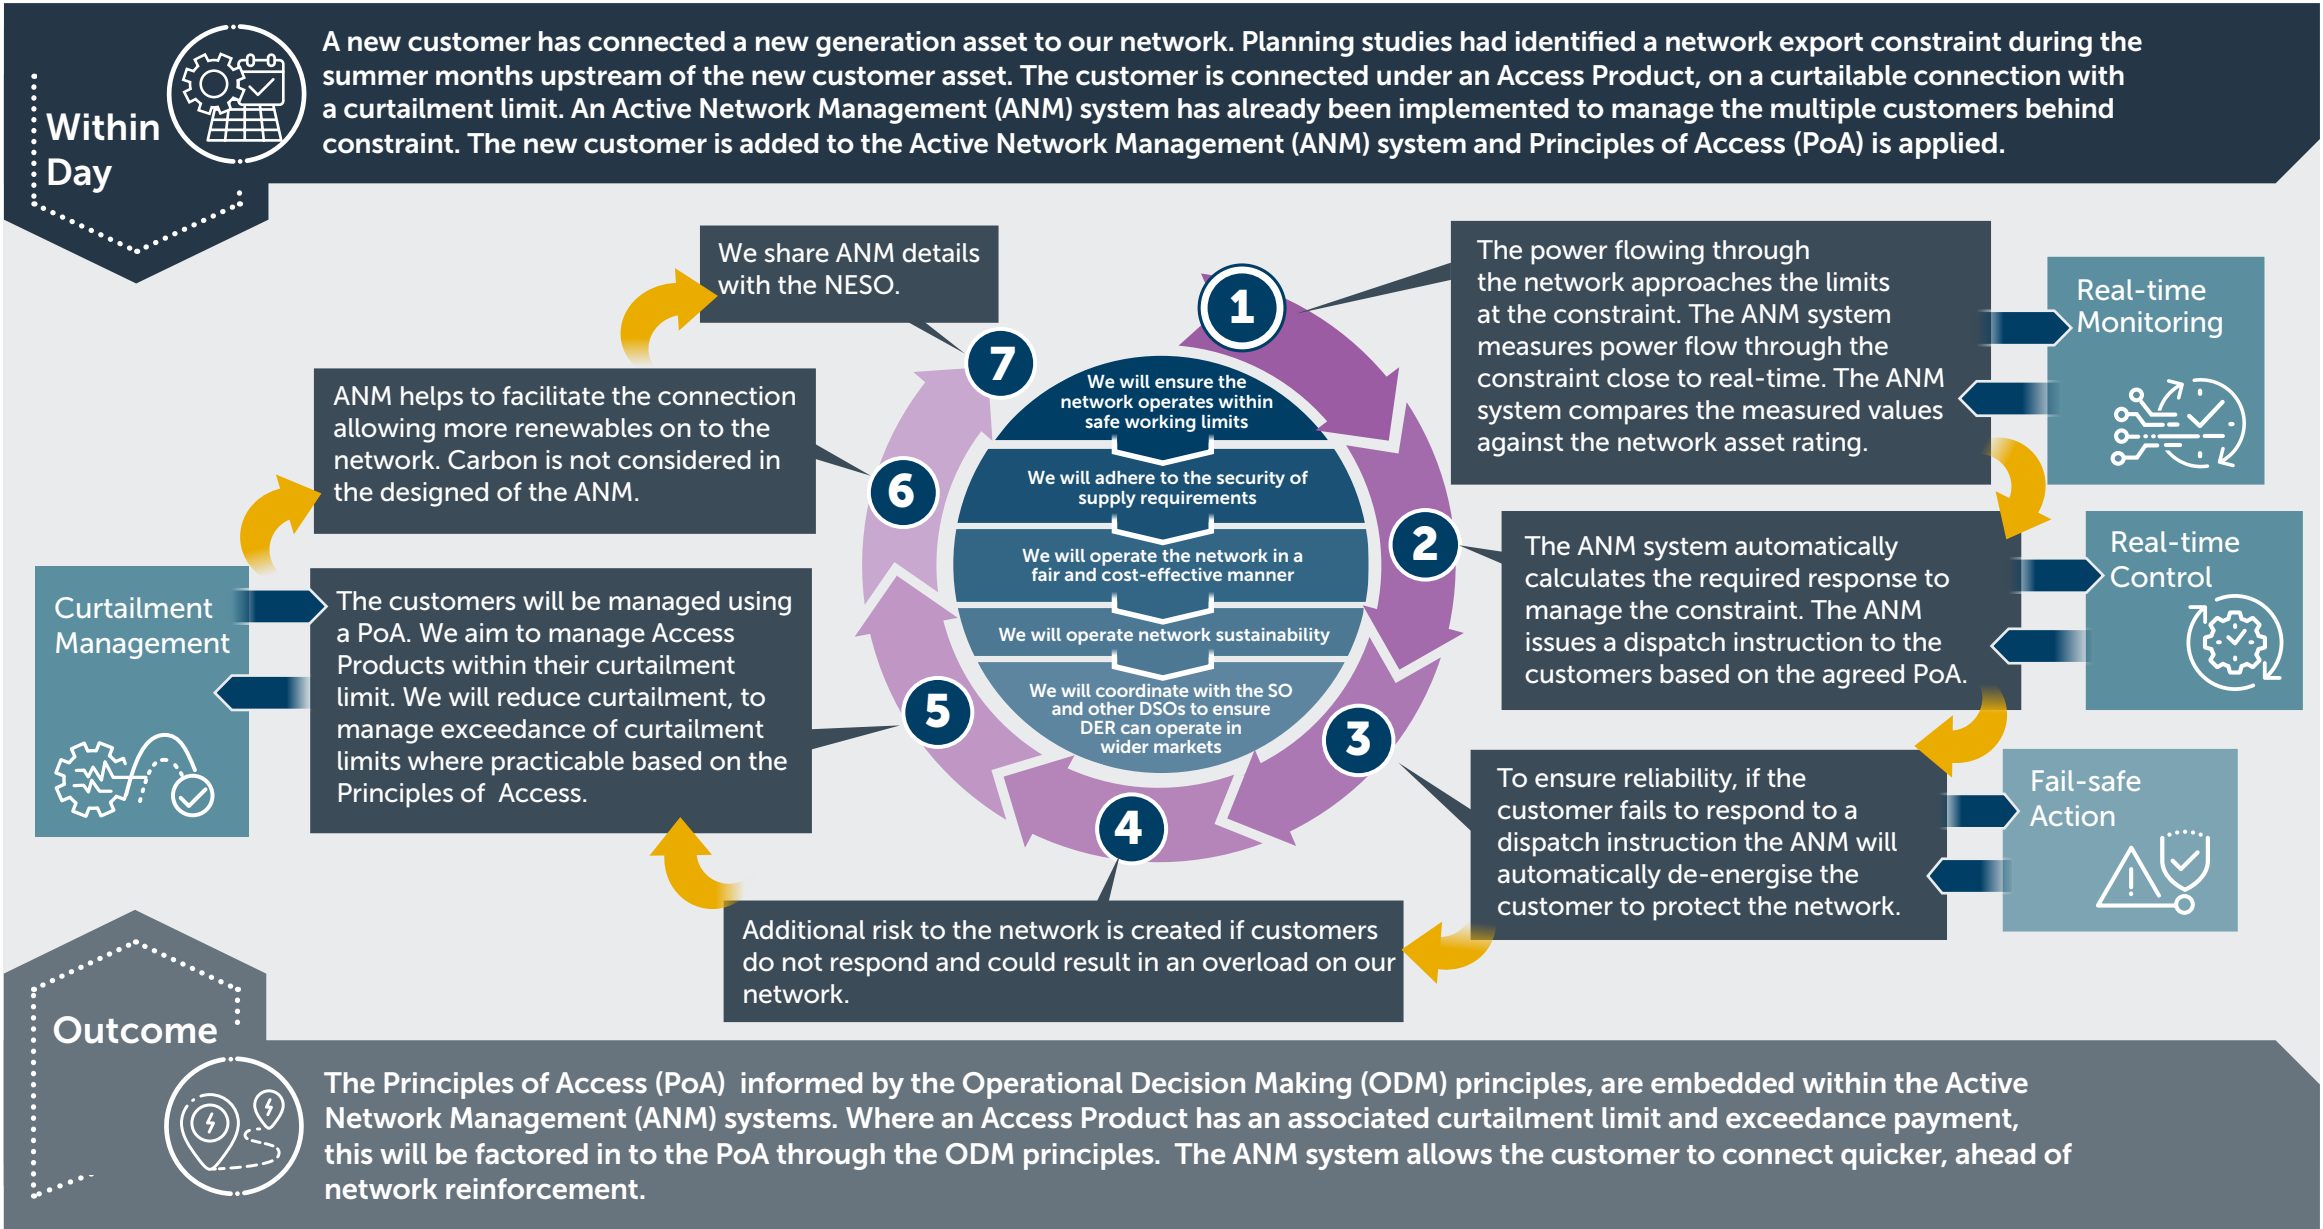 Within
Day
A new customer has connected a new generation asset to our network. Planning studies had identified a network export constraint during the
summer months upstream of the new customer asset. The customer is connected under an Access Product, on a curtailable connection with
a curtailment limit. An Active Network Management (ANM) system has already been implemented to manage the multiple customers behind
constraint. The new customer is added to the Active Network Management (ANM) system and Principles of Access (PoA) is applied.
1
The power flowing through
the network approaches the limits
at the constraint. The ANM system
measures power flow through the
constraint close to real-time. The ANM
system compares the measured values
against the network asset rating.
Real-time
Monitoring
2
The ANM system automatically
calculates the required response to
manage the constraint. The ANM
issues a dispatch instruction to the
customers based on the agreed PoA.
Real-time
Control
3
To ensure reliability, if the
customer fails to respond to a
dispatch instruction the ANM will
automatically de-energise the
customer to protect the network.
Fail-safe
Action
4
Additional risk to the network is created if customers
do not respond and could result in an overload on our
network.
5
The customers will be managed using
a PoA. We aim to manage Access
Products within their curtailment
limit. We will reduce curtailment, to
manage exceedance of curtailment
limits where practicable based on the
Principles of  Access.
Curtailment
Management
6
ANM helps to facilitate the connection
allowing more renewables on to the
network. Carbon is not considered in
the designed of the ANM.
7
We share ANM details
with the NESO.
We will ensure the
network operates within
safe working limits
We will adhere to the security of
supply requirements
We will operate the network in a
fair and cost-effective manner
We will operate network sustainability
We will coordinate with the SO
and other DSOs to ensure
DER can operate in
wider markets
Outcome
The Principles of Access (PoA)  informed by the Operational Decision Making (ODM) principles, are embedded within the Active
Network Management (ANM) systems. Where an Access Product has an associated curtailment limit and exceedance payment,
this will be factored in to the PoA through the ODM principles.  The ANM system allows the customer to connect quicker, ahead of
network reinforcement.